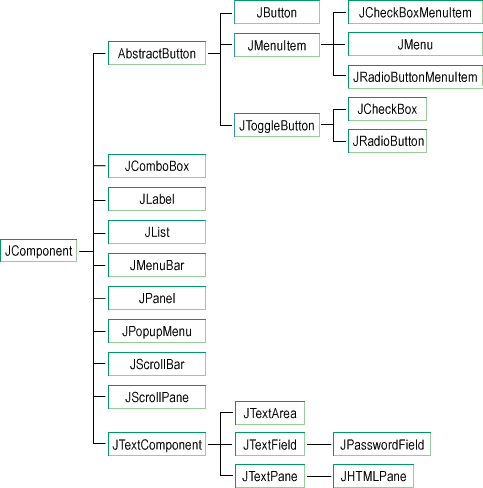 JButton
JCheckBoxMenuItem
AbstractButton
JMenuItem
JMenu
JRadioButtonMenuItem
JToggleButton
JCheckBox
JRadioButton
JComboBox
JLabel
JList
JComponent
JMenuBar
JPanel
JPopupMenu
JScrollBar
JScrollPane
JTextArea
JTextComponent
JTextField
JPasswordField
JTextPane
JHTMLPane